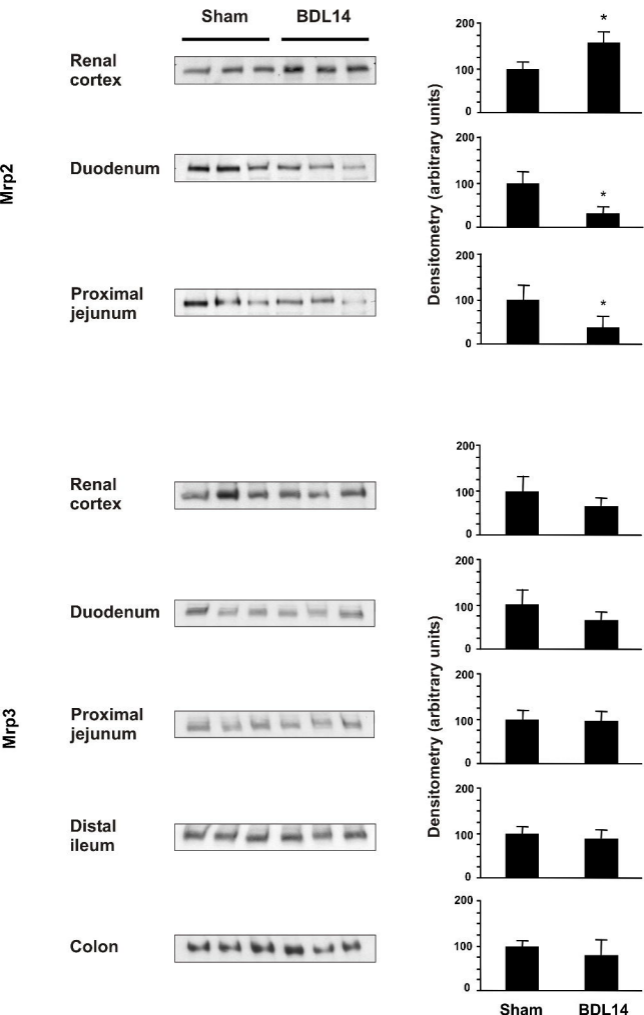 Sham BDL14
Renal
cortex
Duodenum
Proximal
jejunum
Mrp2
Densitometry (arbitrary units)
200
100
0
*
200
100
0
*
200
100
0
*
Renal
cortex
Duodenum
Proximal
jejunum
Distal
ileum
Colon
Mrp3
Densitometry (arbitrary units)
200
100
0
200
100
0
200
100
0
200
100
0
200
100
0
Sham BDL14